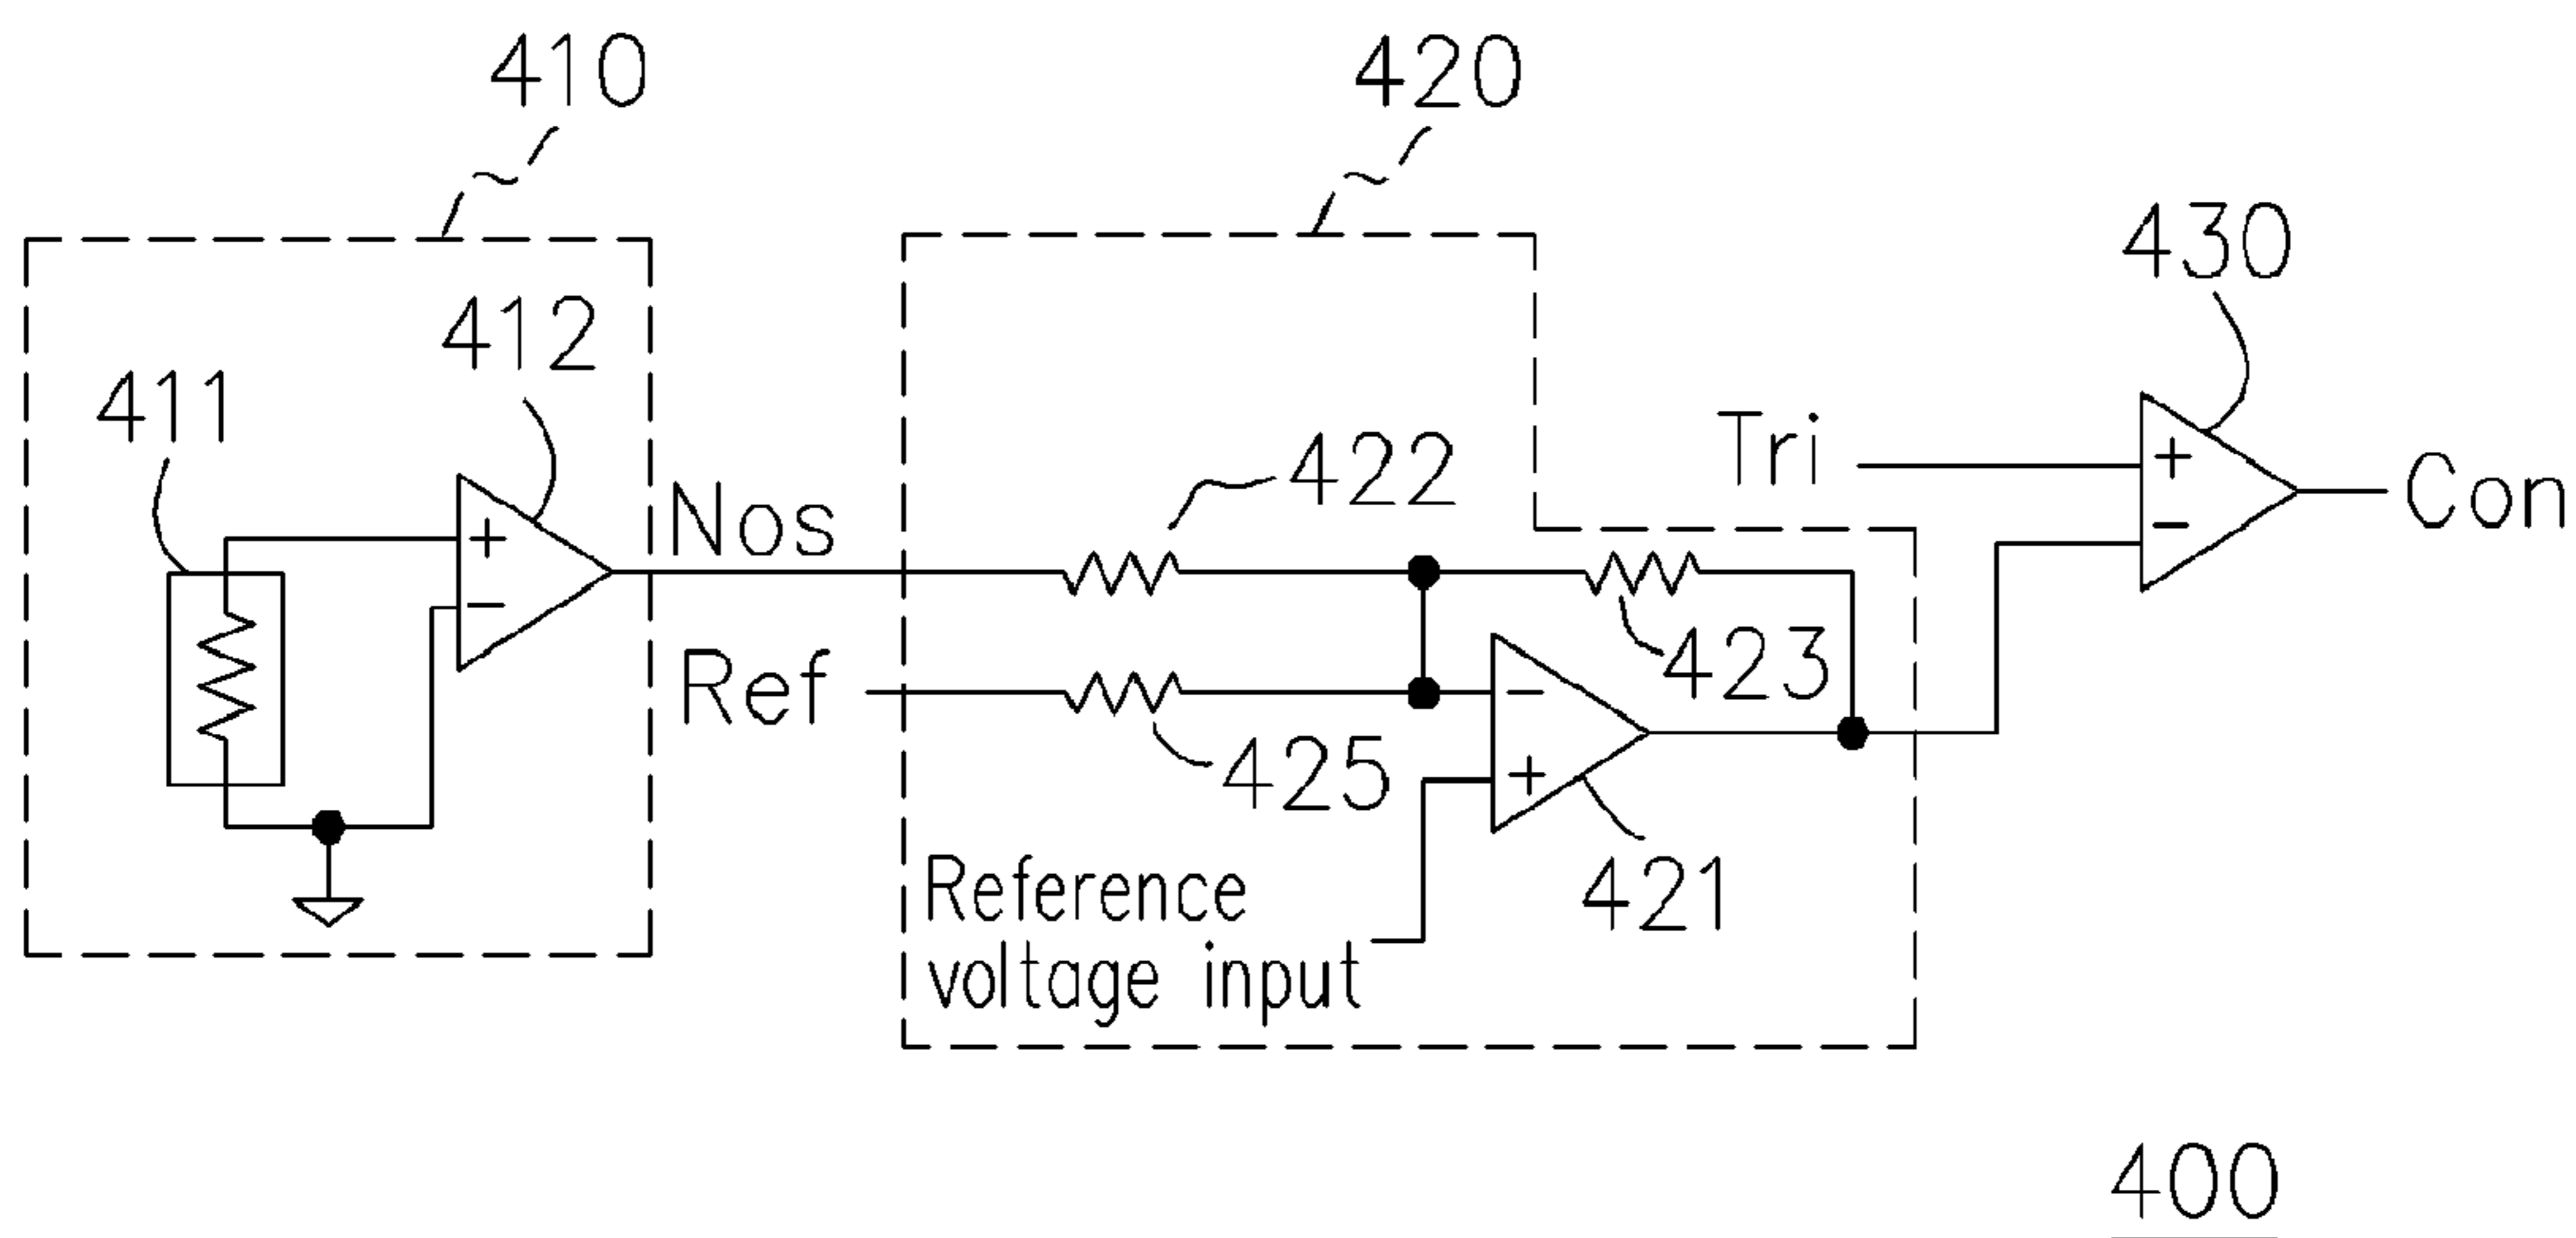 410
420
430
412
411
Nos
422
Tri
+
−
Con
+
−
Ref
423
425
−
+
421
Reference
voltage input
400